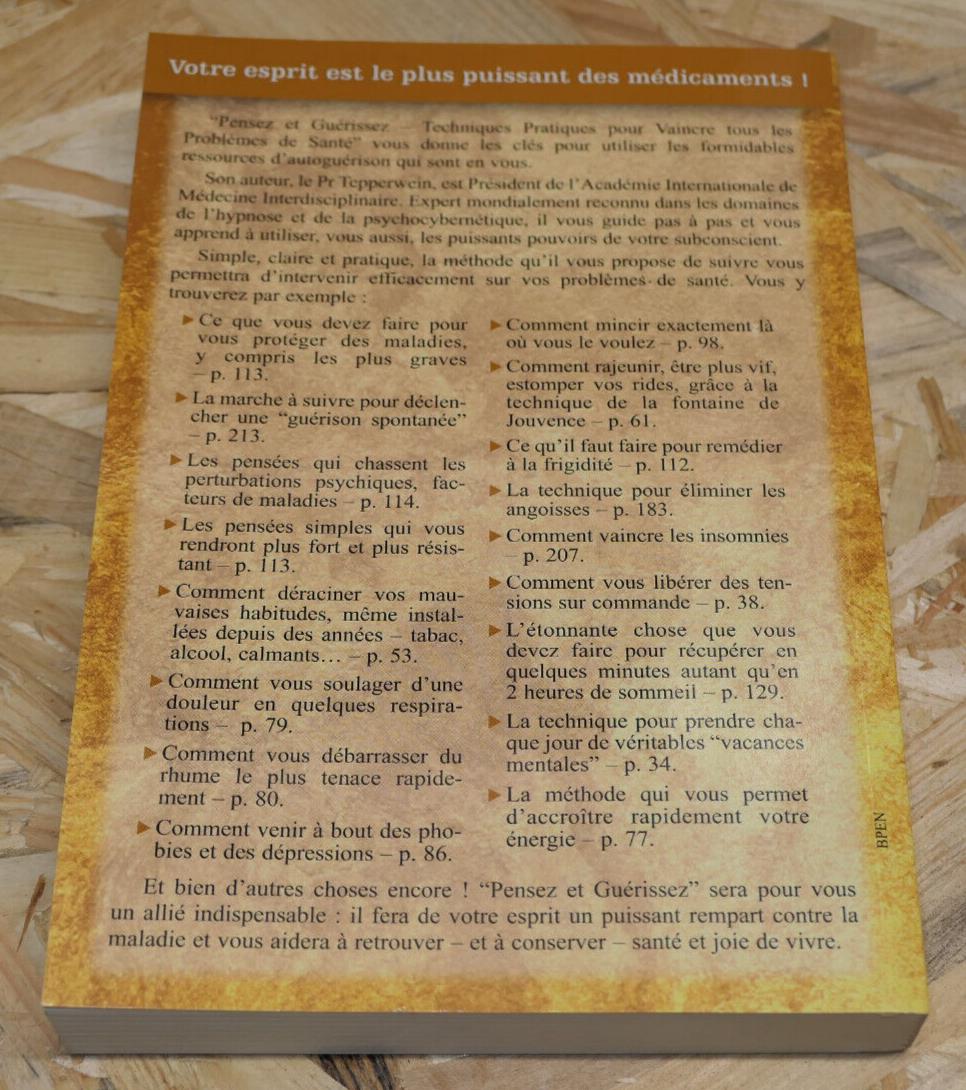 Votre esprit est le plus puissant des médicaments !
"Pensez et Guérissez – Techniques Pratiques pour Vaincre tous les
Problèmes de Santé" vous donne les clés pour utiliser les formidables
ressources d'autoguérison qui sont en vous.
Son auteur, le Pr Tepperwein, est Président de l'Académie Internationale de
Médecine Interdisciplinaire. Expert mondialement reconnu dans les domaines
de l'hypnose et de la psychocybernétique, il vous guide pas à pas et vous
apprend à utiliser, vous aussi, les puissants pouvoirs de votre subconscient.
Simple, claire et pratique, la méthode qu'il vous propose de suivre vous
permettra d'intervenir efficacement sur vos problèmes de santé. Vous y
trouverez par exemple :
► Ce que vous devez faire pour
vous protéger des maladies,
y compris les plus graves
– p. 113.
► La marche à suivre pour déclen-
cher une "guérison spontanée"
– p. 213.
► Les pensées qui chassent les
perturbations psychiques, fac-
teurs de maladies – p. 114.
► Les pensées simples qui vous
rendront plus fort et plus résis-
tant – p. 113.
► Comment déraciner vos mau-
vaises habitudes, même instal-
lées depuis des années – tabac,
alcool, calmants... – p. 53.
► Comment vous soulager d'une
douleur en quelques respira-
tions – p. 79.
► Comment vous débarrasser du
rhume le plus tenace rapide-
ment – p. 80.
► Comment venir à bout des pho-
bies et des dépressions – p. 86.
► Comment mincir exactement là
où vous le voulez – p. 98.
► Comment rajeunir, être plus vif,
estomper vos rides, grâce à la
technique de la fontaine de
Jouvence – p. 61.
► Ce qu'il faut faire pour remédier
à la frigidité – p. 112.
► La technique pour éliminer les
angoisses – p. 183.
► Comment vaincre les insomnies
– p. 207.
► Comment vous libérer des ten-
sions sur commande – p. 38.
► L'étonnante chose que vous
devez faire pour récupérer en
quelques minutes autant qu'en
2 heures de sommeil – p. 129.
► La technique pour prendre cha-
que jour de véritables "vacances
mentales" – p. 34.
► La méthode qui vous permet
d'accroître rapidement votre
énergie – p. 77.
Et bien d'autres choses encore ! "Pensez et Guérissez" sera pour vous
un allié indispensable : il fera de votre esprit un puissant rempart contre la
maladie et vous aidera à retrouver – et à conserver – santé et joie de vivre.
BPEN